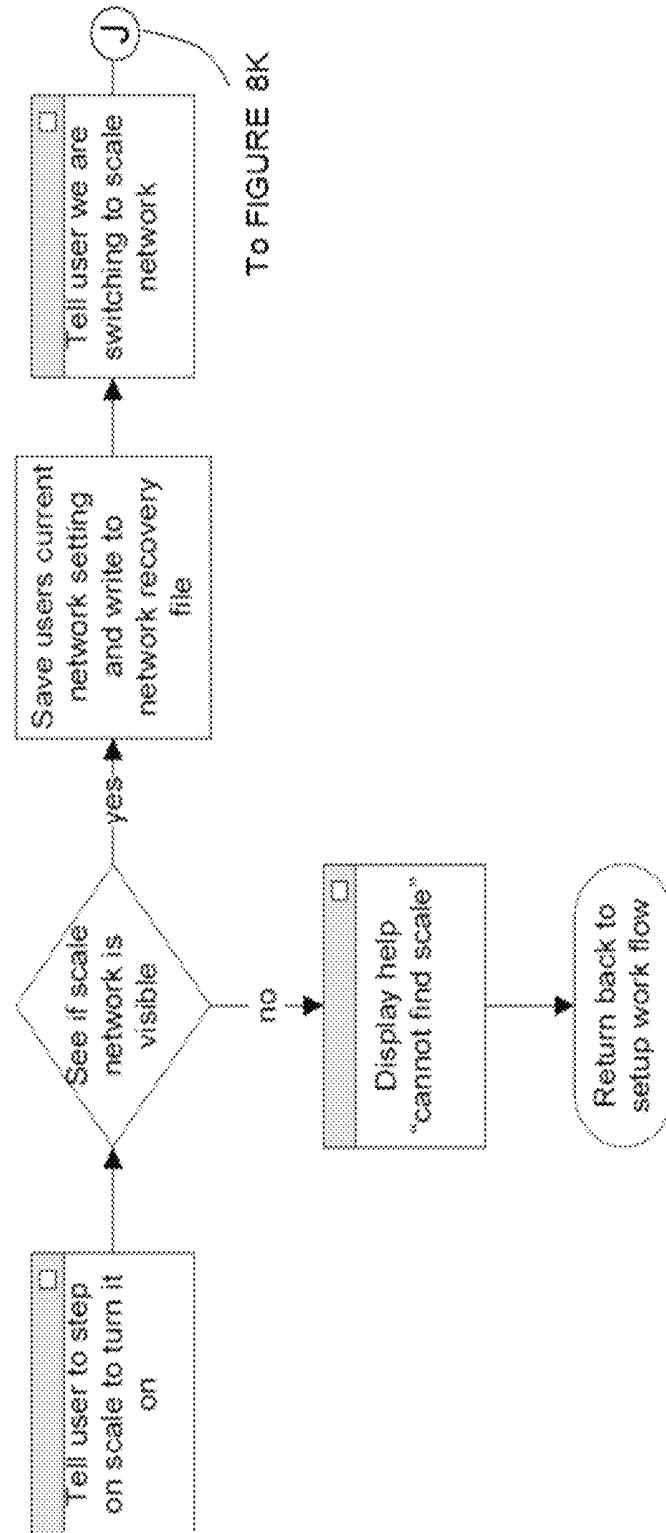 Tell user to step
on scale to turn it
on
See if scale
network is
visible
yes
Save users current
network setting
and write to
network recovery
file
Tell user we are
switching to scale
network
J
To FIGURE 8K
no
Display help
"cannot find scale"
Return back to
setup work flow